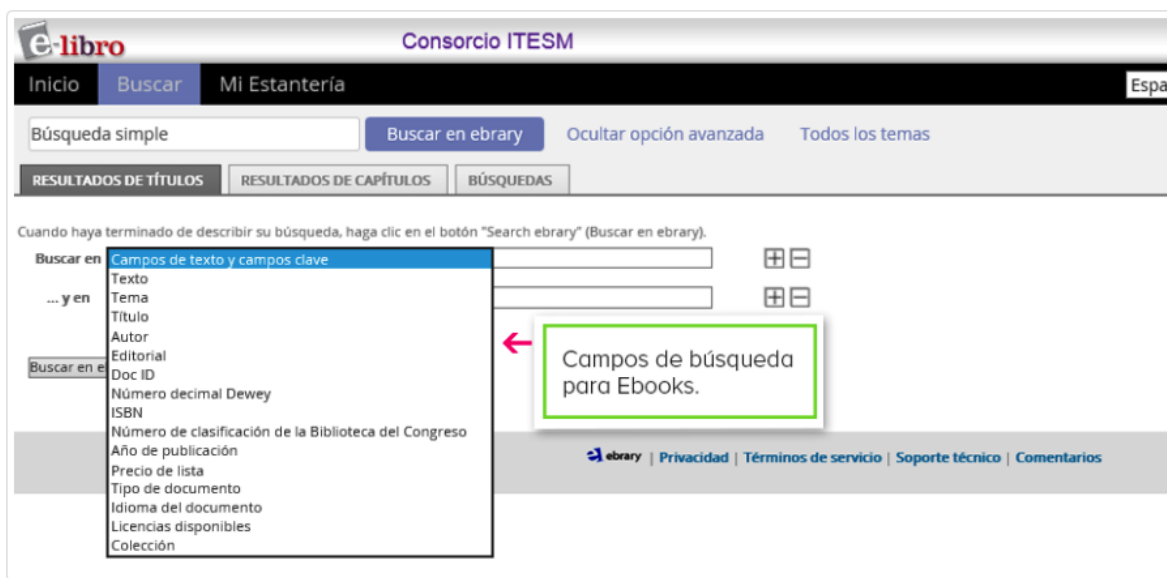 e-libro
Consorcio ITESM
Inicio Buscar Mi Estantería Espa
Búsqueda simple Buscar en ebrary Ocultar opción avanzada Todos los temas
RESULTADOS DE TÍTULOS RESULTADOS DE CAPÍTULOS BÚSQUEDAS
Cuando haya terminado de describir su búsqueda, haga clic en el botón "Search ebrary" (Buscar en ebrary).
Buscar en Campos de texto y campos clave
Texto
... y en Tema
Título
Autor
Editorial
Buscar en e
Doc ID
Número decimal Dewey
ISBN
Número de clasificación de la Biblioteca del Congreso
Año de publicación
Precio de lista
Tipo de documento
Idioma del documento
Licencias disponibles
Colección
Campos de búsqueda
para Ebooks.
ebrary | Privacidad | Términos de servicio | Soporte técnico | Comentarios